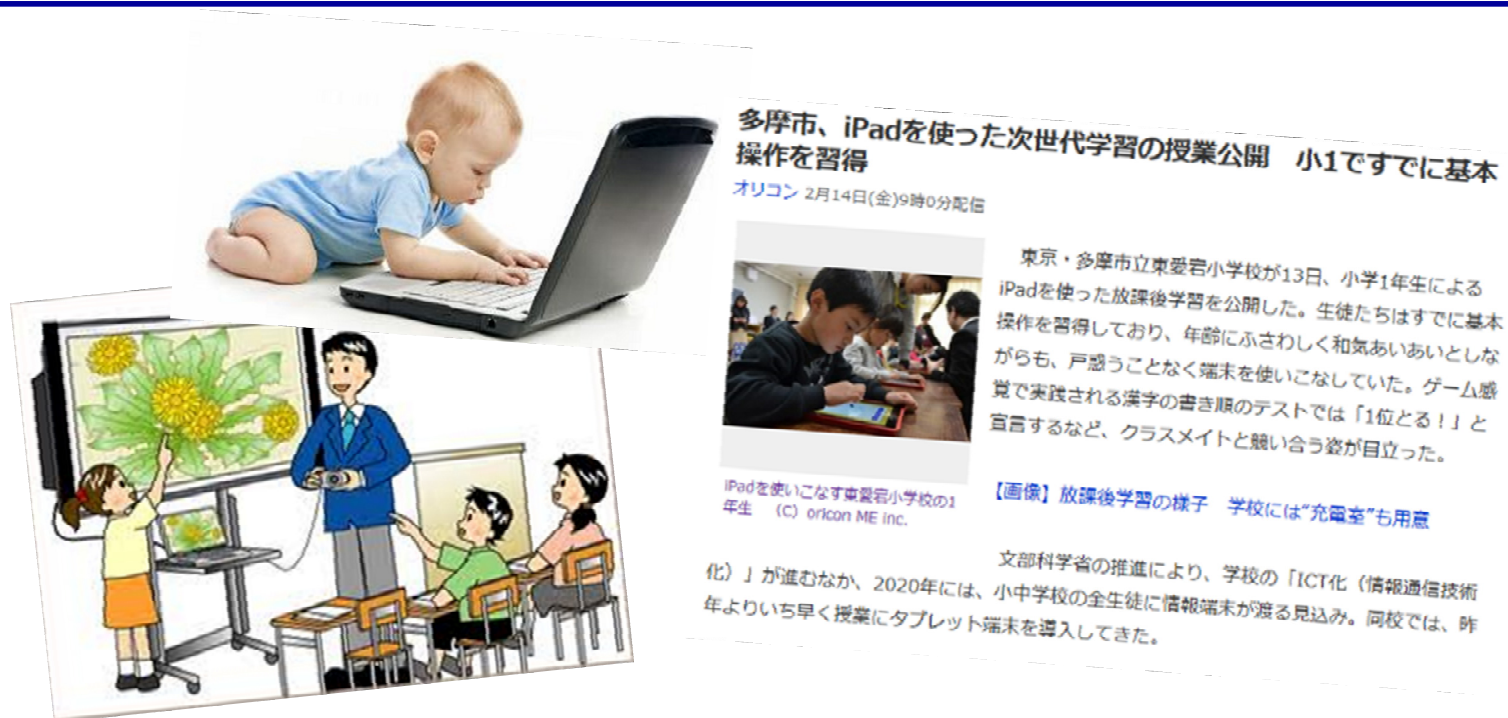 多摩市、iPadを使った次世代学習の授業公開　小1ですでに基本
操作を習得
オリコン 2月14日(金)9時0分配信
東京・多摩市立東愛宕小学校が13日、小学1年生による
iPadを使った放課後学習を公開した。生徒たちはすでに基本
操作を習得しており、年齢にふさわしく和気あいあいとしな
がらも、戸惑うことなく端末を使いこなしていた。ゲーム感
覚で実践される漢字の書き順のテストでは「1位とる！」と
宣言するなど、クラスメイトと競い合う姿が目立った。
iPadを使いこなす東愛宕小学校の1
年生　（C）oricon ME inc.
【画像】放課後学習の様子　学校には“充電室”も用意
文部科学省の推進により、学校の「ICT化（情報通信技術
化）」が進むなか、2020年には、小中学校の全生徒に情報端末が渡る見込み。同校では、昨
年よりいち早く授業にタブレット端末を導入してきた。